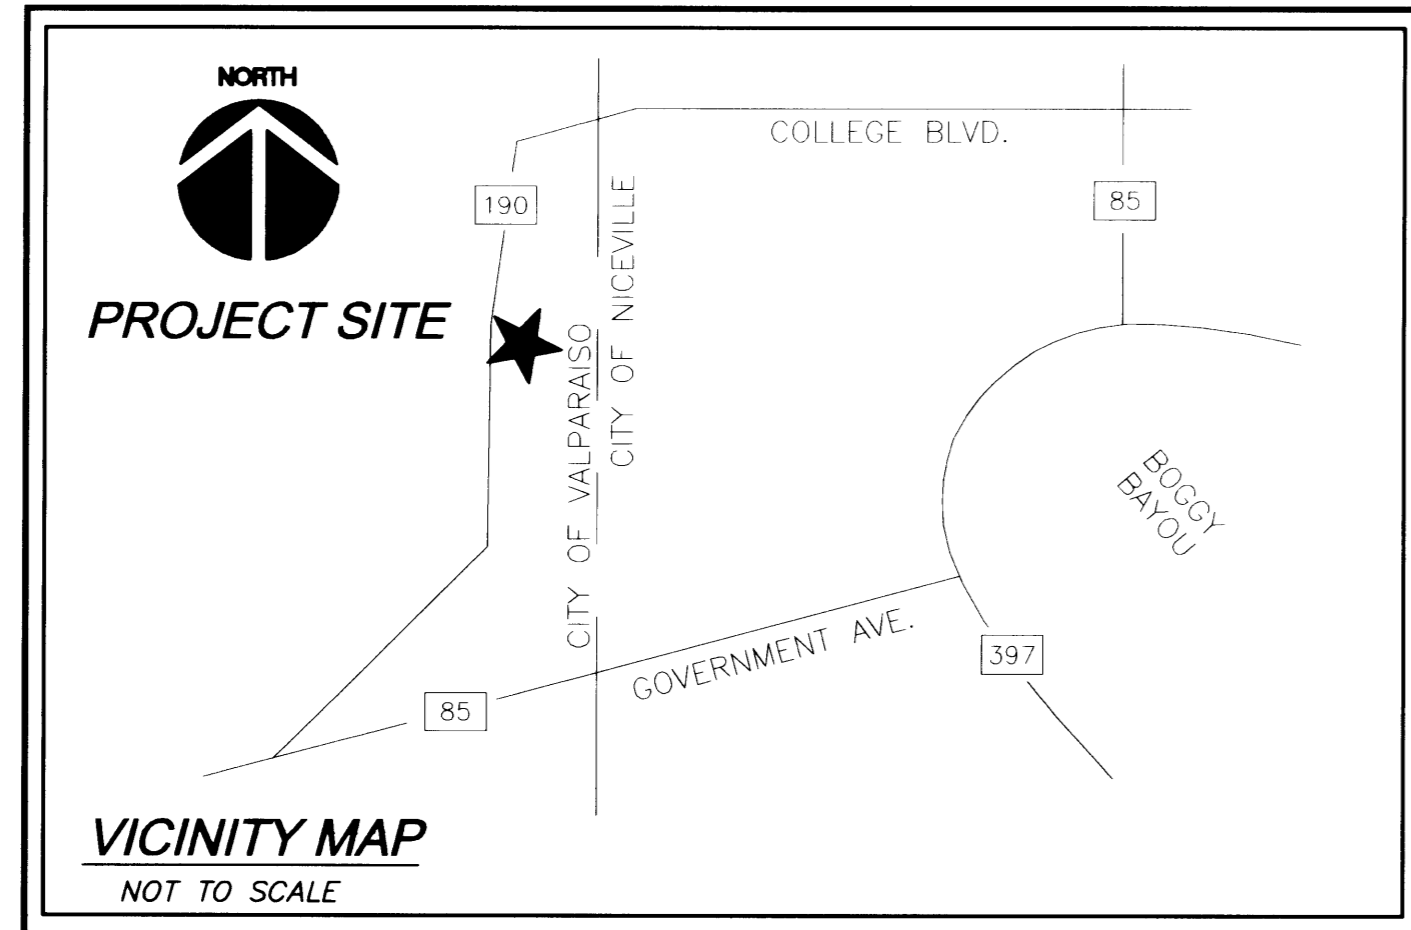 NORTH
COLLEGE BLVD.
190
85
PROJECT SITE
CITY OF VALPARAISO
CITY OF NICEVILLE
BOGGY
BAYOU
GOVERNMENT AVE.
397
85
VICINITY MAP
NOT TO SCALE